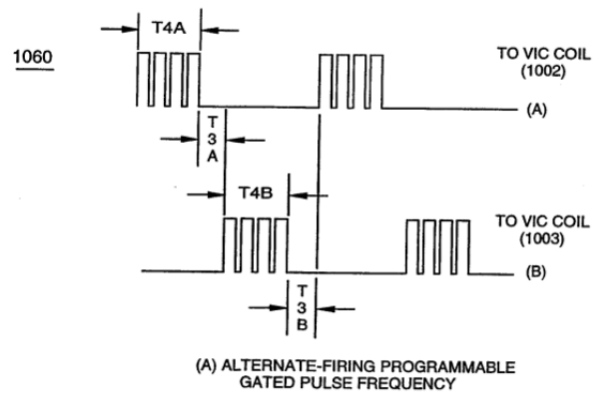 T4A
1060
TO VIC COIL
(1002)
(A)
T
3
A
T4B
TO VIC COIL
(1003)
(B)
T
3
B
(A) ALTERNATE-FIRING PROGRAMMABLE
GATED PULSE FREQUENCY